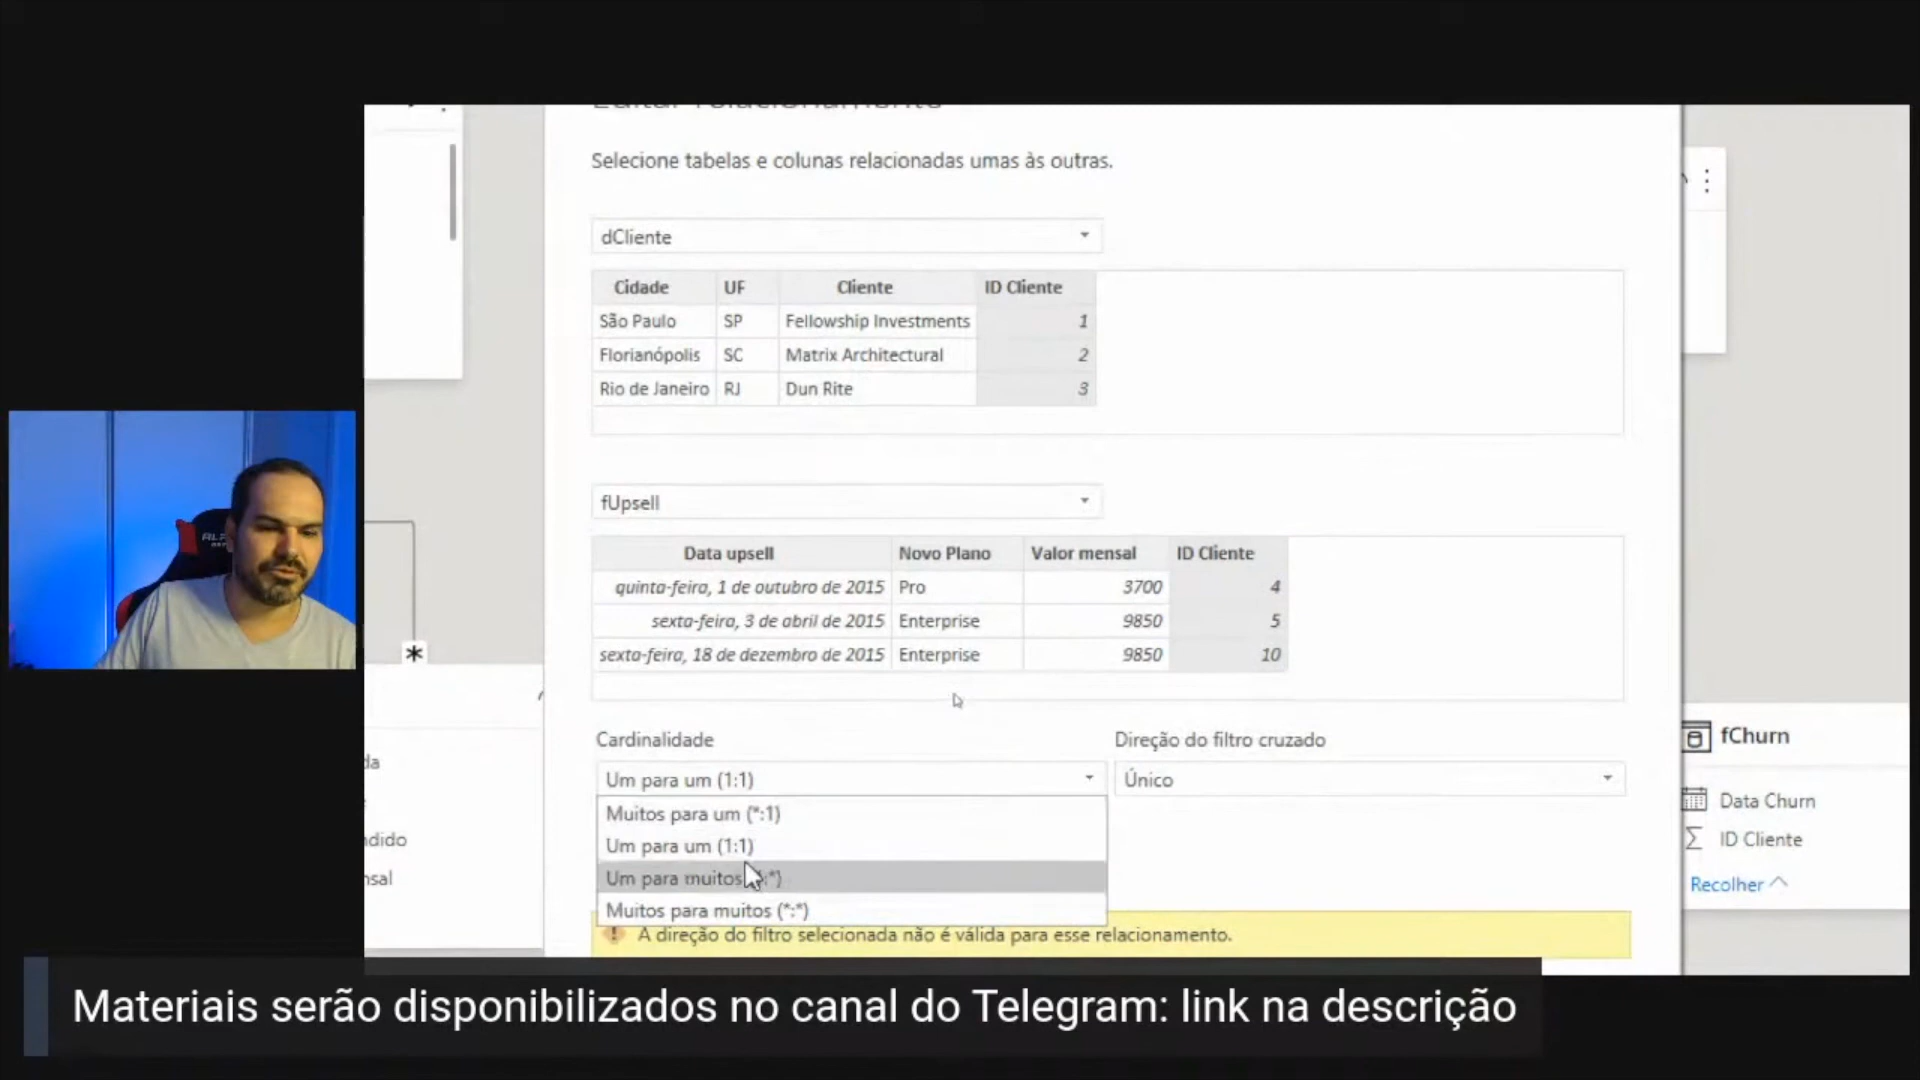 Editar relacionamento
Selecione tabelas e colunas relacionadas umas às outras.
dCliente
Cidade UF Cliente ID Cliente
São Paulo SP Fellowship Investments 1
Florianópolis SC Matrix Architectural 2
Rio de Janeiro RJ Dun Rite 3
fUpsell
Data upsell Novo Plano Valor mensal ID Cliente
quinta-feira, 1 de outubro de 2015 Pro 3700 4
sexta-feira, 3 de abril de 2015 Enterprise 9850 5
sexta-feira, 18 de dezembro de 2015 Enterprise 9850 10
Cardinalidade
Direção do filtro cruzado
Um para um (1:1)
Único
Muitos para um (*:1)
Um para um (1:1)
Um para muitos :*)
Muitos para muitos (*:*)
A direção do filtro selecionada não é válida para esse relacionamento.
*
da
ndido
nsal
fChurn
Data Churn
ID Cliente
Recolher
Materiais serão disponibilizados no canal do Telegram: link na descrição